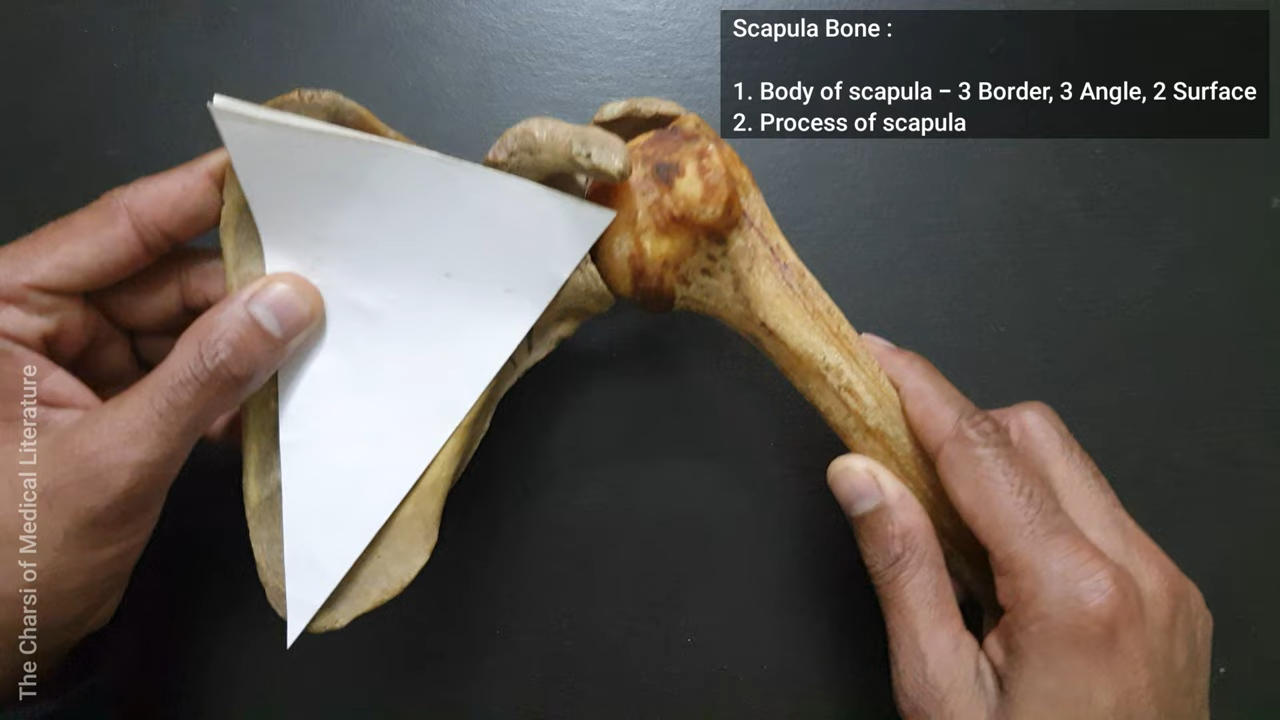 Scapula Bone :
1. Body of scapula – 3 Border, 3 Angle, 2 Surface
2. Process of scapula
The Charsi of Medical Literature